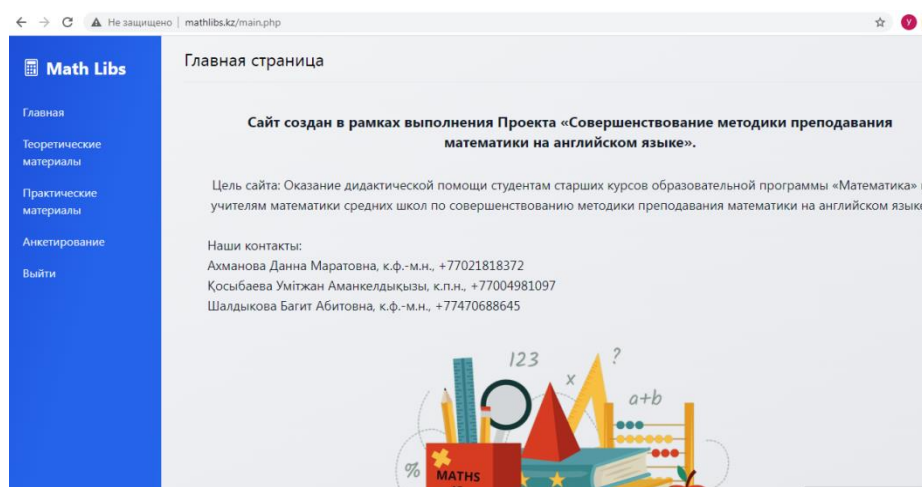 Не защищено | mathlibs.kz/main.php
У
Math Libs
Главная страница
Главная
Теоретические
материалы
Практические
материалы
Анкетирование
Выйти
Сайт создан в рамках выполнения Проекта «Совершенствование методики преподавания
математики на английском языке».
Цель сайта: Оказание дидактической помощи студентам старших курсов образовательной программы «Математика»
учителям математики средних школ по совершенствованию методики преподавания математики на английском язык
Наши контакты:
Ахманова Данна Маратовна, к.ф.-м.н., +77021818372
Қосыбаева Умітжан Аманкелдықызы, к.п.н., +77004981097
Шалдыкова Багит Абитовна, к.ф.-м.н., +77470688645
123
?
x
a+b
%
MATHS